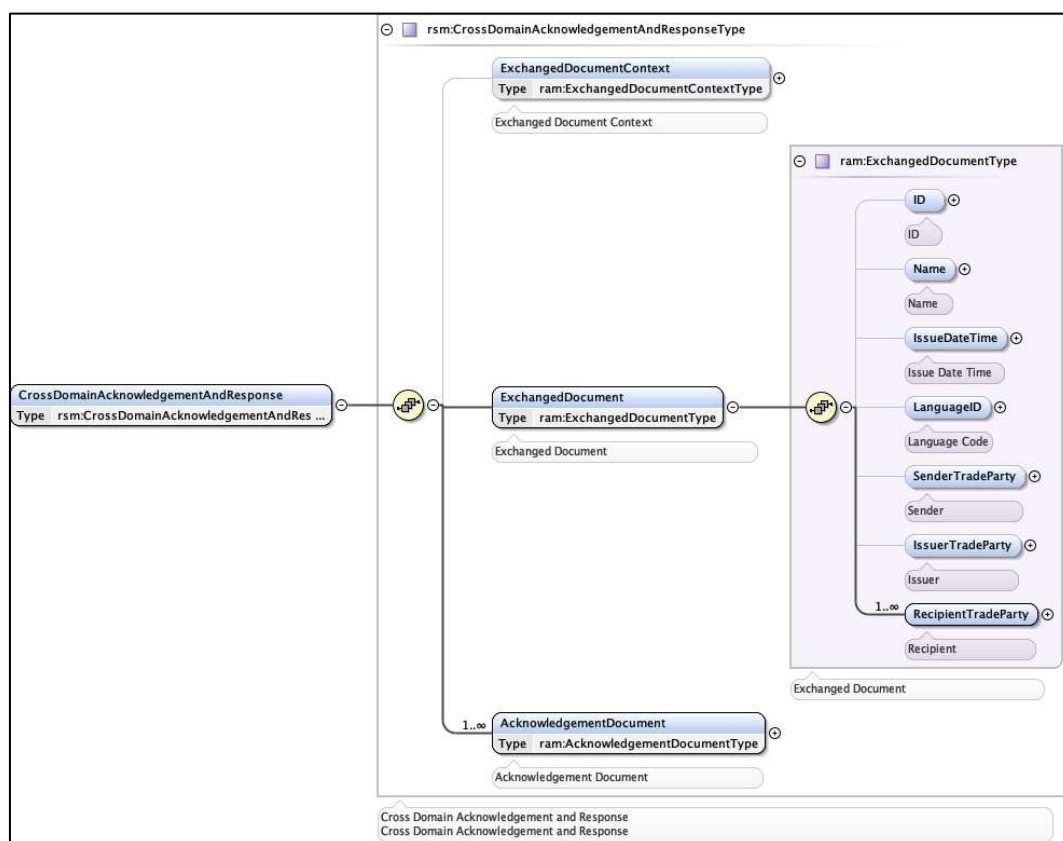 rsm:CrossDomainAcknowledgementAndResponseType
ExchangedDocumentContext
Type ram:ExchangedDocumentContextType
Exchanged Document Context
ram:ExchangedDocumentType
ID
ID
Name
Name
IssueDateTime
Issue Date Time
CrossDomainAcknowledgementAndResponse
Type rsm:CrossDomainAcknowledgementAndRes ...
ExchangedDocument
Type ram:ExchangedDocumentType
Exchanged Document
LanguageID
Language Code
SenderTradeParty
Sender
IssuerTradeParty
Issuer
1..∞
RecipientTradeParty
Recipient
Exchanged Document
1..∞
AcknowledgementDocument
Type ram:AcknowledgementDocumentType
Acknowledgement Document
Cross Domain Acknowledgement and Response
Cross Domain Acknowledgement and Response